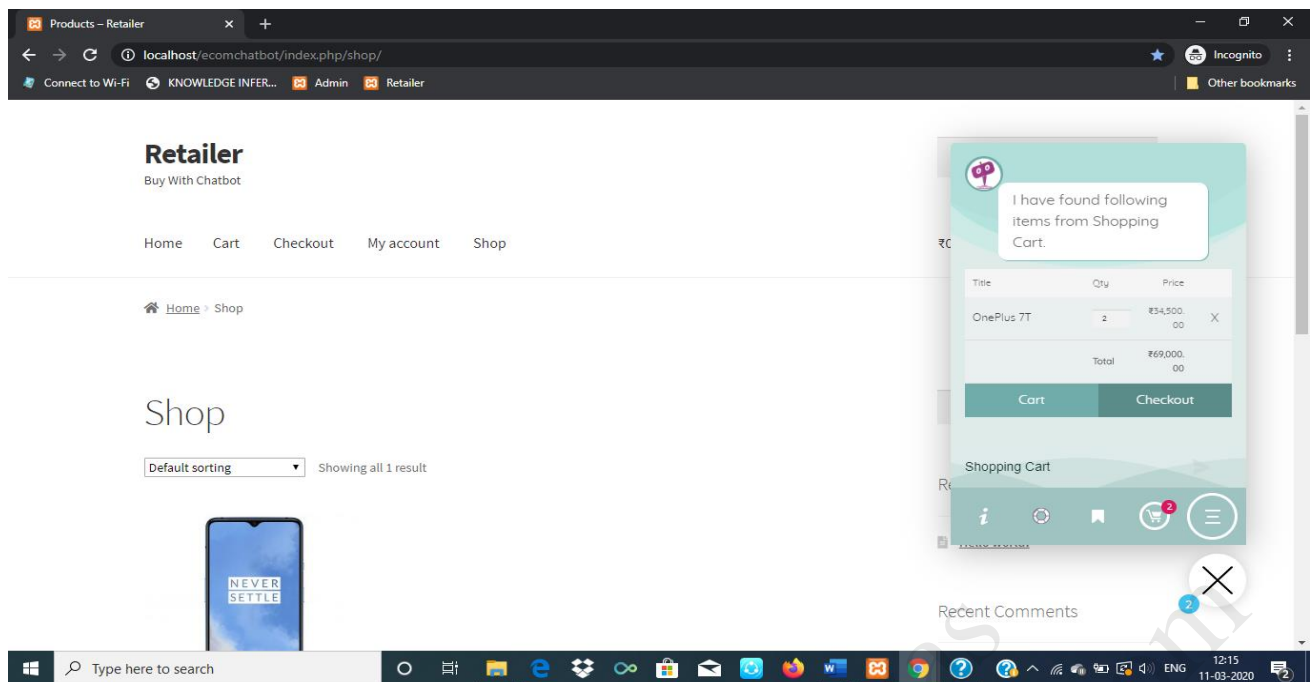 Products – Retailer
localhost/ecomchatbot/index.php/shop/
Incognito
Connect to Wi-Fi
KNOWLEDGE INFER...
Admin
Retailer
Other bookmarks
Retailer
Buy With Chatbot
Home Cart Checkout My account Shop
Home > Shop
Shop
Default sorting
Showing all 1 result
NEVER
SETTLE
I have found following
items from Shopping
Cart.
Title Qty Price
OnePlus 7T 2 ₹34,500.
00 X
Total ₹69,000.
00
Cart Checkout
Shopping Cart
2
2
Recent Comments
Type here to search
ENG
12:15
11-03-2020
2